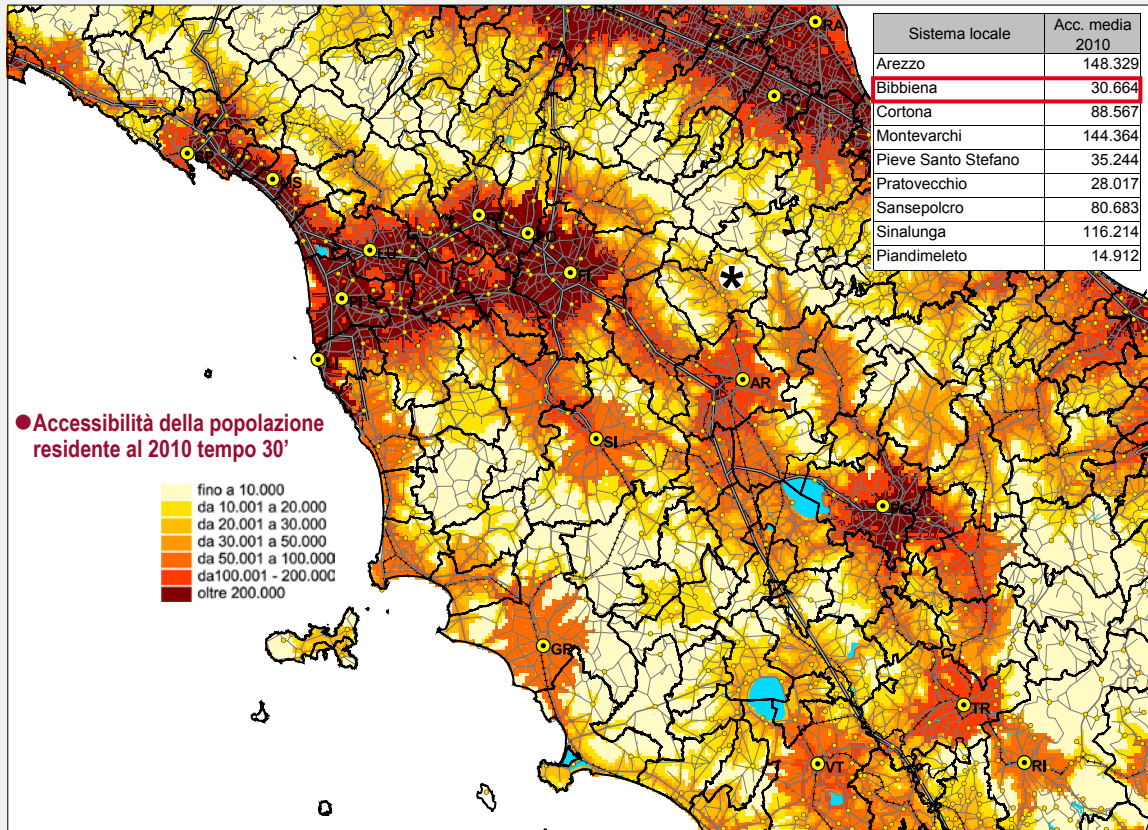 Sistema locale Acc. media 2010
Arezzo 148.329
Bibbiena 30.664
Cortona 88.567
Montevarchi 144.364
Pieve Santo Stefano 35.244
Pratovecchio 28.017
Sansepolcro 80.683
Sinalunga 116.214
Piandimeleto 14.912
RA
FC
MS
LU
AR
*
SI
PG
GR
TR
VT
RI
●Accessibilità della popolazione
residente al 2010 tempo 30'
fino a 10.000
da 10.001 a 20.000
da 20.001 a 30.000
da 30.001 a 50.000
da 50.001 a 100.000
da100.001 - 200.000
oltre 200.000